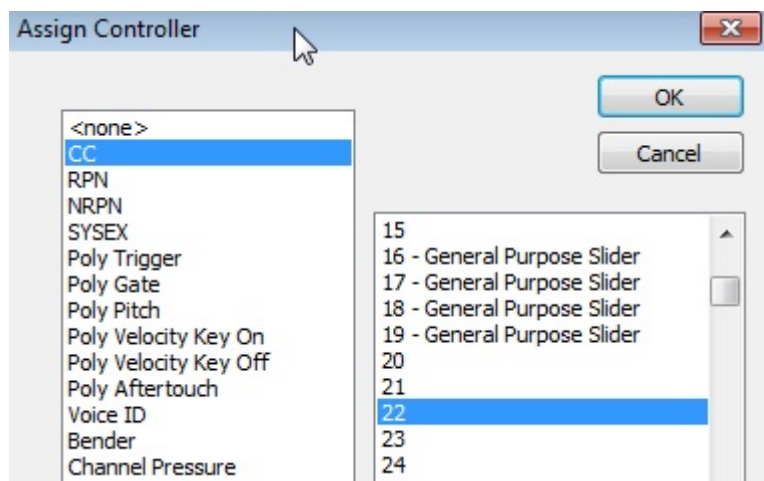 Assign Controller
OK
Cancel
<none>
CC
RPN
NRPN
SYSEX
Poly Trigger
Poly Gate
Poly Pitch
Poly Velocity Key On
Poly Velocity Key Off
Poly Aftertouch
Voice ID
Bender
Channel Pressure
15
16 - General Purpose Slider
17 - General Purpose Slider
18 - General Purpose Slider
19 - General Purpose Slider
20
21
22
23
24